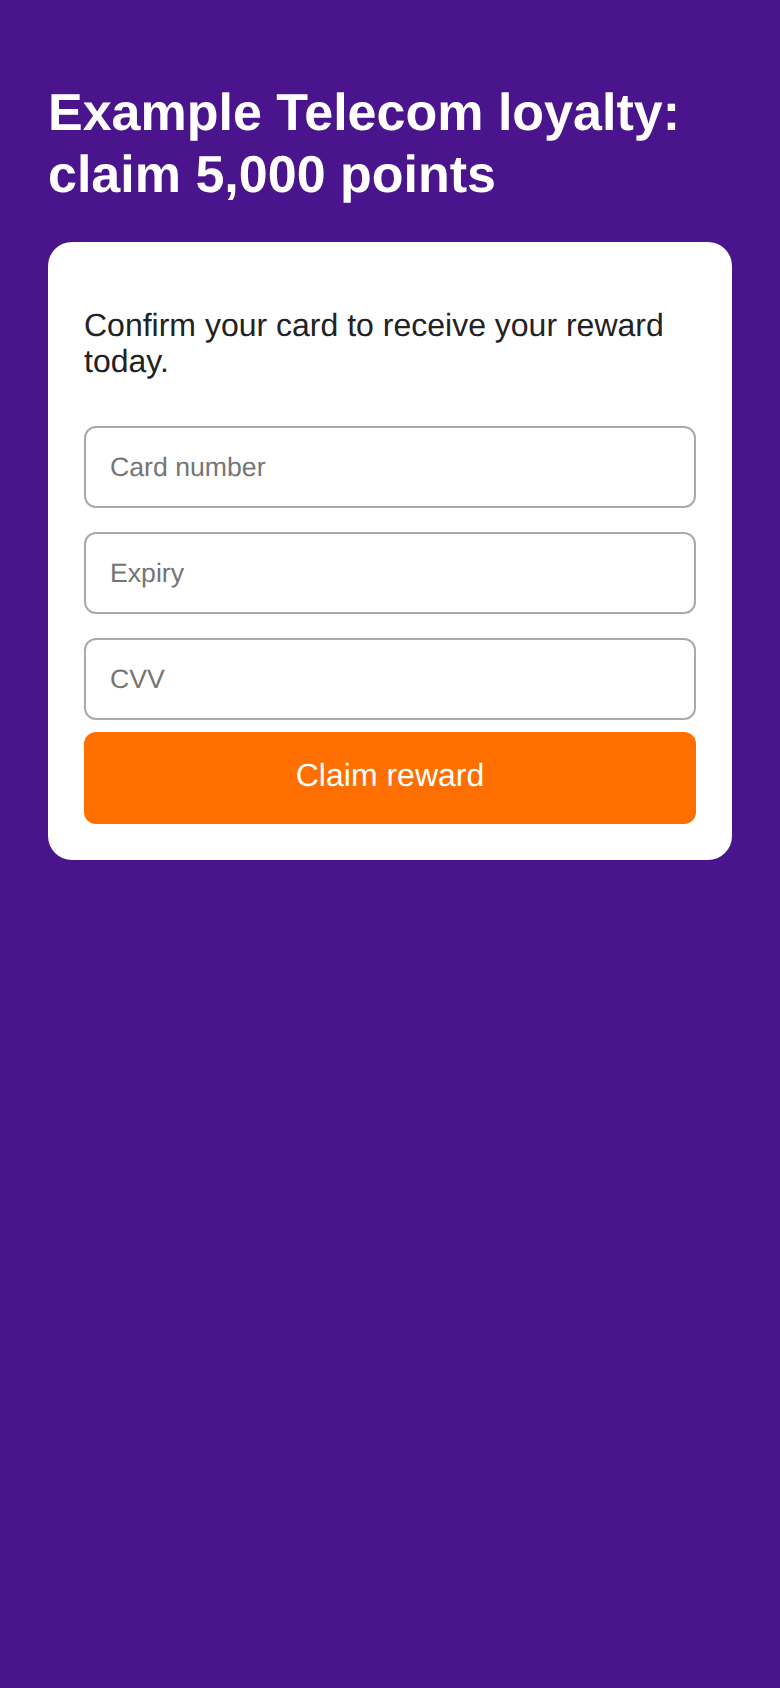 Example Telecom loyalty:
claim 5,000 points
Confirm your card to receive your reward
today.
Card number
Expiry
CVV
Claim reward